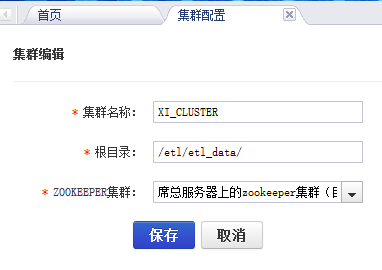 首页
集群配置
集群编辑
* 集群名称： XI_CLUSTER
* 根目录： /etl/etl_data/
* ZOOKEEPER集群： 席总服务器上的zookeeper集群（
保存 取消